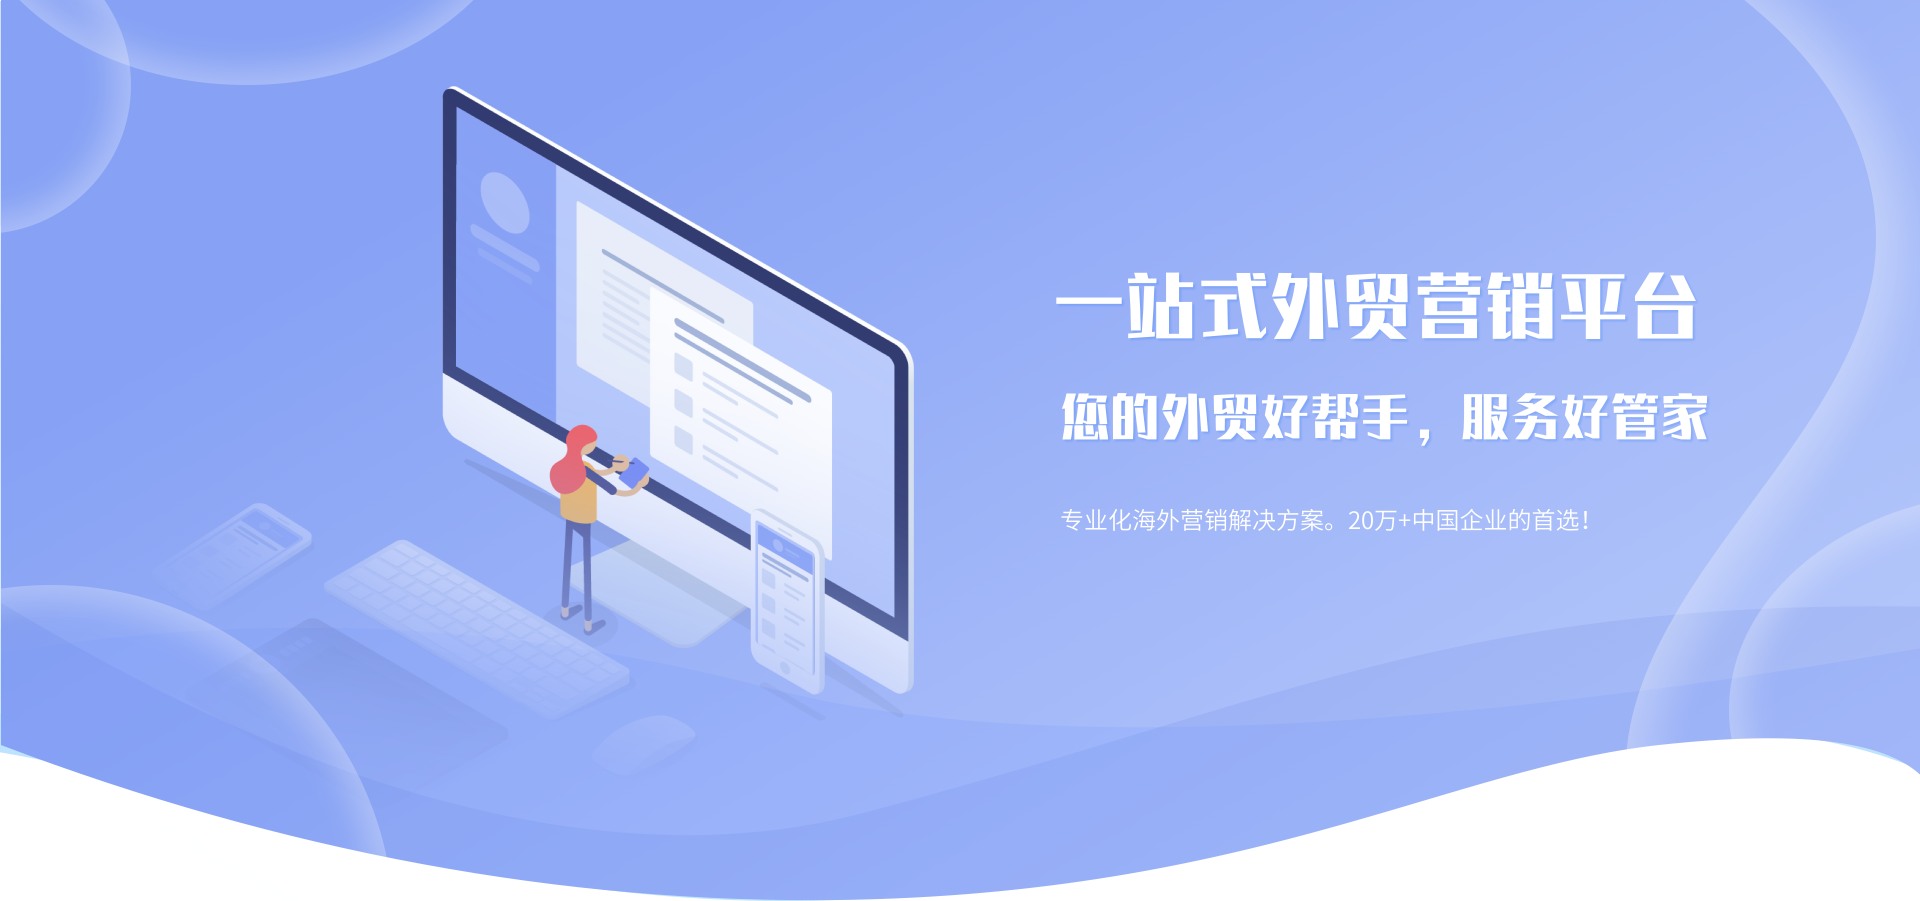 一站式外贸营销平台
您的外贸好帮手，服务好管家
专业化海外营销解决方案。20万+中国企业的首选！